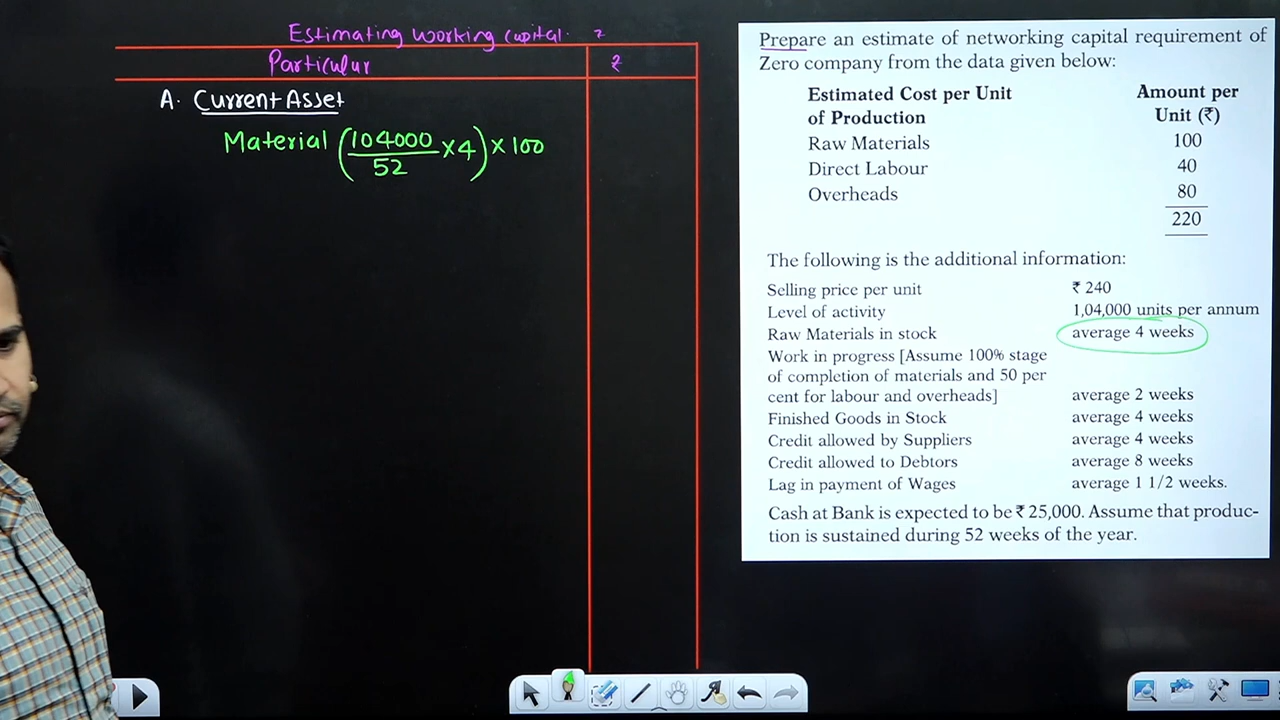 Estimating working capital. ₹
Particular ₹
A. Current Asset
Material (104000/52 × 4) × 100
Prepare an estimate of networking capital requirement of
Zero company from the data given below:
Estimated Cost per Unit Amount per
of Production Unit (₹)
Raw Materials 100
Direct Labour 40
Overheads 80
220
The following is the additional information:
Selling price per unit ₹ 240
Level of activity 1,04,000 units per annum
Raw Materials in stock average 4 weeks
Work in progress [Assume 100% stage
of completion of materials and 50 per
cent for labour and overheads] average 2 weeks
Finished Goods in Stock average 4 weeks
Credit allowed by Suppliers average 4 weeks
Credit allowed to Debtors average 8 weeks
Lag in payment of Wages average 1 1/2 weeks.
Cash at Bank is expected to be ₹ 25,000. Assume that produc-
tion is sustained during 52 weeks of the year.